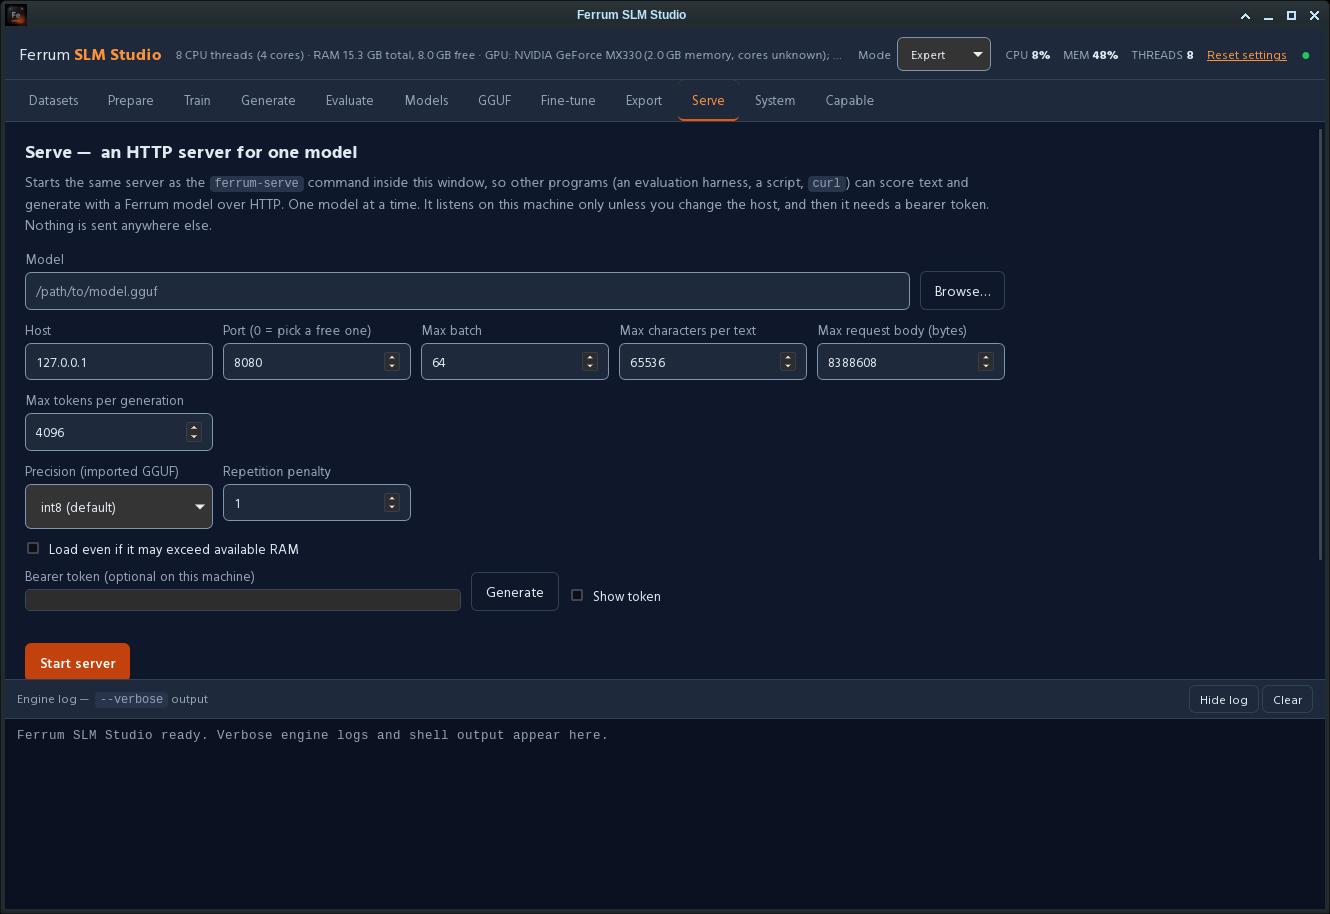 Ferrum SLM Studio
Fe
Ferrum SLM Studio 8 CPU threads (4 cores) · RAM 15.3 GB total, 8.0 GB free · GPU: NVIDIA GeForce MX330 (2.0 GB memory, cores unknown); ... Mode Expert CPU 8% MEM 48% THREADS 8 Reset settings
Datasets Prepare Train Generate Evaluate Models GGUF Fine-tune Export Serve System Capable
Serve — an HTTP server for one model
Starts the same server as the ferrum-serve command inside this window, so other programs (an evaluation harness, a script, curl) can score text and
generate with a Ferrum model over HTTP. One model at a time. It listens on this machine only unless you change the host, and then it needs a bearer token.
Nothing is sent anywhere else.
Model
/path/to/model.gguf Browse...
Host Port (0 = pick a free one) Max batch Max characters per text Max request body (bytes)
127.0.0.1 8080 64 65536 8388608
Max tokens per generation
4096
Precision (imported GGUF) Repetition penalty
int8 (default) 1
Load even if it may exceed available RAM
Bearer token (optional on this machine)
Generate Show token
Start server
Engine log — --verbose output Hide log Clear
Ferrum SLM Studio ready. Verbose engine logs and shell output appear here.